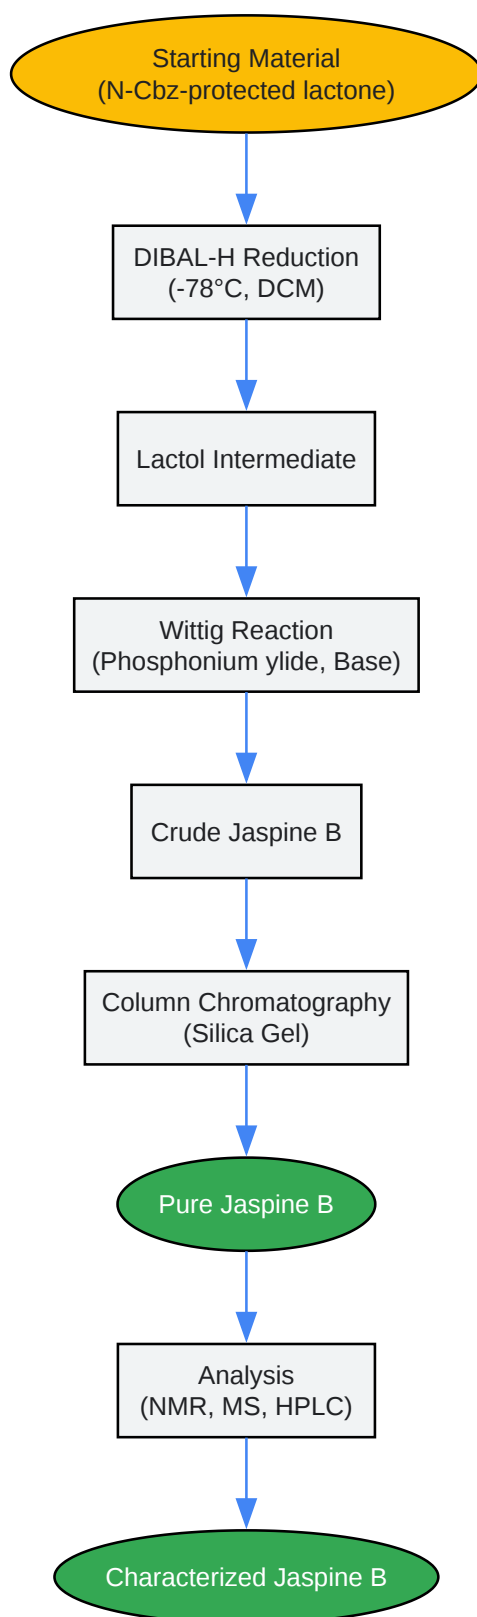 Starting Material
(N-Cbz-protected lactone)
DIBAL-H Reduction
(-78°C, DCM)
Lactol Intermediate
Wittig Reaction
(Phosphonium ylide, Base)
Crude Jaspine B
Column Chromatography
(Silica Gel)
Pure Jaspine B
Analysis
(NMR, MS, HPLC)
Characterized Jaspine B